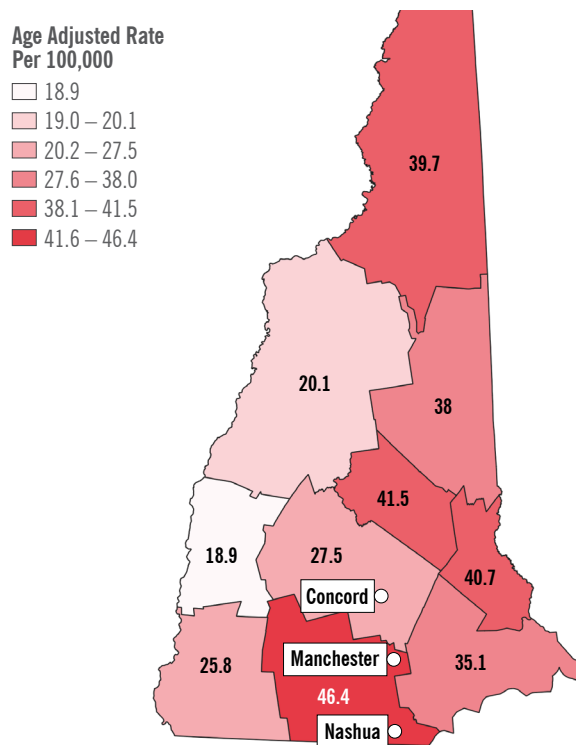 Age Adjusted Rate
Per 100,000
18.9
19.0 – 20.1
20.2 – 27.5
27.6 – 38.0
38.1 – 41.5
41.6 – 46.4
39.7
20.1
38
41.5
18.9
27.5
40.7
Concord
25.8
Manchester
35.1
46.4
Nashua